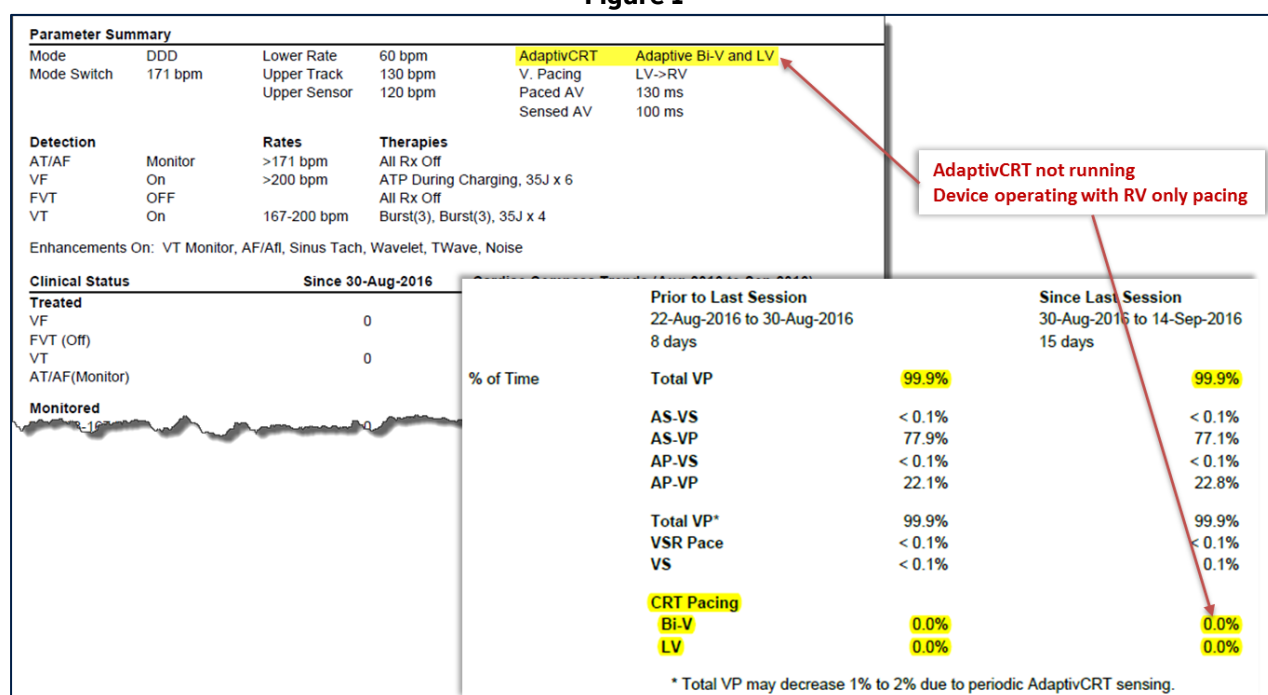 Figure 1
Parameter Summary
Mode DDD Lower Rate 60 bpm AdaptivCRT Adaptive Bi-V and LV
Mode Switch 171 bpm Upper Track 130 bpm V. Pacing LV->RV
Upper Sensor 120 bpm Paced AV 130 ms
Sensed AV 100 ms
Detection Rates Therapies
AT/AF Monitor >171 bpm All Rx Off
VF On >200 bpm ATP During Charging, 35J x 6
FVT OFF All Rx Off
VT On 167-200 bpm Burst(3), Burst(3), 35J x 4
Enhancements On: VT Monitor, AF/Afl, Sinus Tach, Wavelet, TWave, Noise
AdaptivCRT not running
Device operating with RV only pacing
Clinical Status Since 30-Aug-2016
Treated
VF 0
FVT (Off)
VT 0
AT/AF(Monitor)
Monitored
Prior to Last Session Since Last Session
22-Aug-2016 to 30-Aug-2016 30-Aug-2016 to 14-Sep-2016
8 days 15 days
% of Time Total VP 99.9% 99.9%
AS-VS < 0.1% < 0.1%
AS-VP 77.9% 77.1%
AP-VS < 0.1% < 0.1%
AP-VP 22.1% 22.8%
Total VP* 99.9% 99.9%
VSR Pace < 0.1% < 0.1%
VS < 0.1% 0.1%
CRT Pacing
Bi-V 0.0% 0.0%
LV 0.0% 0.0%
* Total VP may decrease 1% to 2% due to periodic AdaptivCRT sensing.